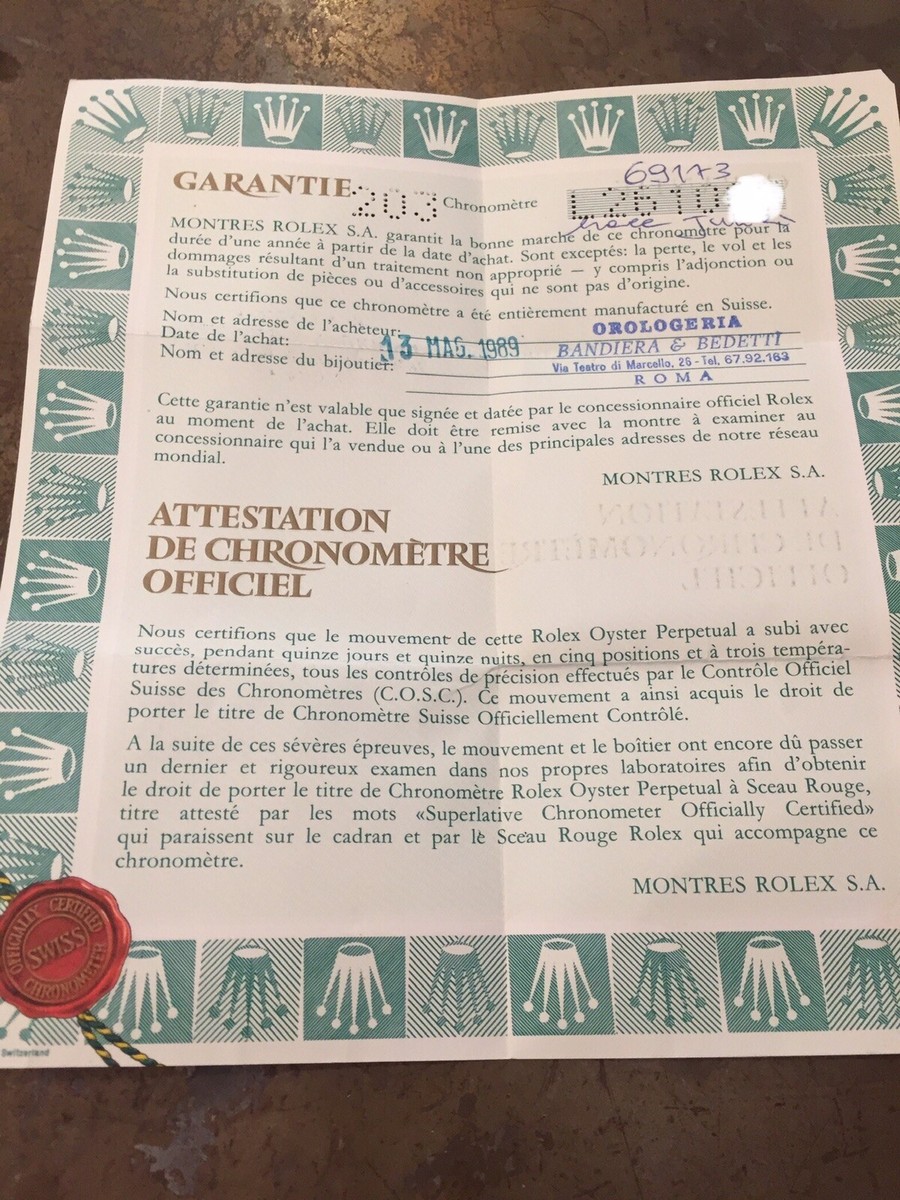 69173
GARANTIE 203 Chronomètre L2610
MONTRES ROLEX S.A. garantit la bonne marche de ce chronomètre pour la
durée d'une année à partir de la date d'achat. Sont exceptés: la perte, le vol et les
dommages résultant d'un traitement non approprié — y compris l'adjonction ou
la substitution de pièces ou d'accessoires qui ne sont pas d'origine.
Nous certifions que ce chronomètre a été entièrement manufacturé en Suisse.
Nom et adresse de l'acheteur:
Date de l'achat: 13 MAG. 1989
Nom et adresse du bijoutier:
OROLOGERIA
BANDIERA & BEDETTI
Via Teatro di Marcello, 26 - Tel. 67.92.163
ROMA
Cette garantie n'est valable que signée et datée par le concessionnaire officiel Rolex
au moment de l'achat. Elle doit être remise avec la montre à examiner au
concessionnaire qui l'a vendue ou à l'une des principales adresses de notre réseau
mondial.
MONTRES ROLEX S.A.
ATTESTATION
DE CHRONOMÈTRE
OFFICIEL
Nous certifions que le mouvement de cette Rolex Oyster Perpetual a subi avec
succès, pendant quinze jours et quinze nuits, en cinq positions et à trois tempéra-
tures déterminées, tous les contrôles de précision effectués par le Contrôle Officiel
Suisse des Chronomètres (C.O.S.C.). Ce mouvement a ainsi acquis le droit de
porter le titre de Chronomètre Suisse Officiellement Contrôlé.
A la suite de ces sévères épreuves, le mouvement et le boîtier ont encore dû passer
un dernier et rigoureux examen dans nos propres laboratoires afin d'obtenir
le droit de porter le titre de Chronomètre Rolex Oyster Perpetual à Sceau Rouge,
titre attesté par les mots «Superlative Chronometer Officially Certified»
qui paraissent sur le cadran et par le Sceau Rouge Rolex qui accompagne ce
chronomètre.
MONTRES ROLEX S.A.
OFFICIALLY CERTIFIED
SWISS
CHRONOMETER
Switzerland